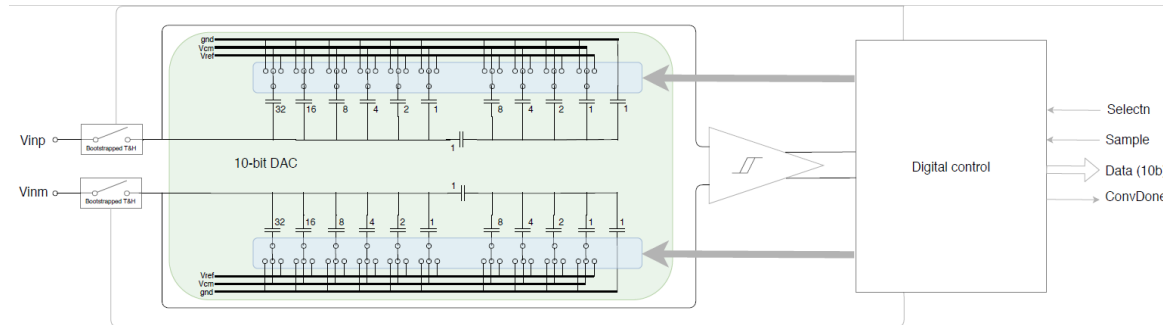 gnd
Vcm
Vref
32 16 8 4 2 1 8 4 2 1 1
Vinp
Bootstrapped T&H
1
10-bit DAC
Vinm
Bootstrapped T&H
1
32 16 8 4 2 1 8 4 2 1 1
Vref
Vcm
gnd
Digital control
Selectn
Sample
Data (10b
ConvDone